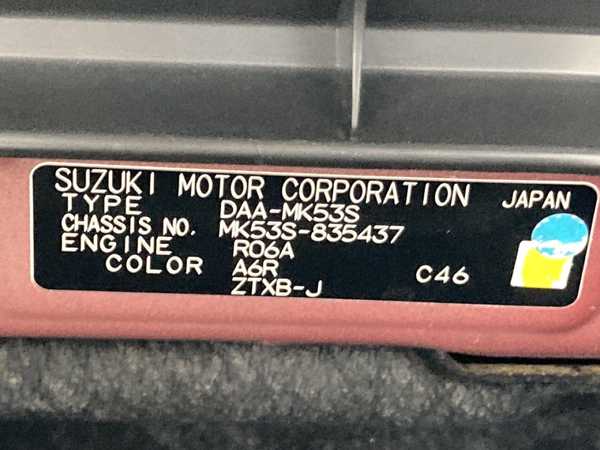 SUZUKI MOTOR CORPORATION JAPAN
TYPE DAA-MK53S
CHASSIS NO. MK53S-835437
ENGINE R06A
COLOR A6R C46
ZTXB-J